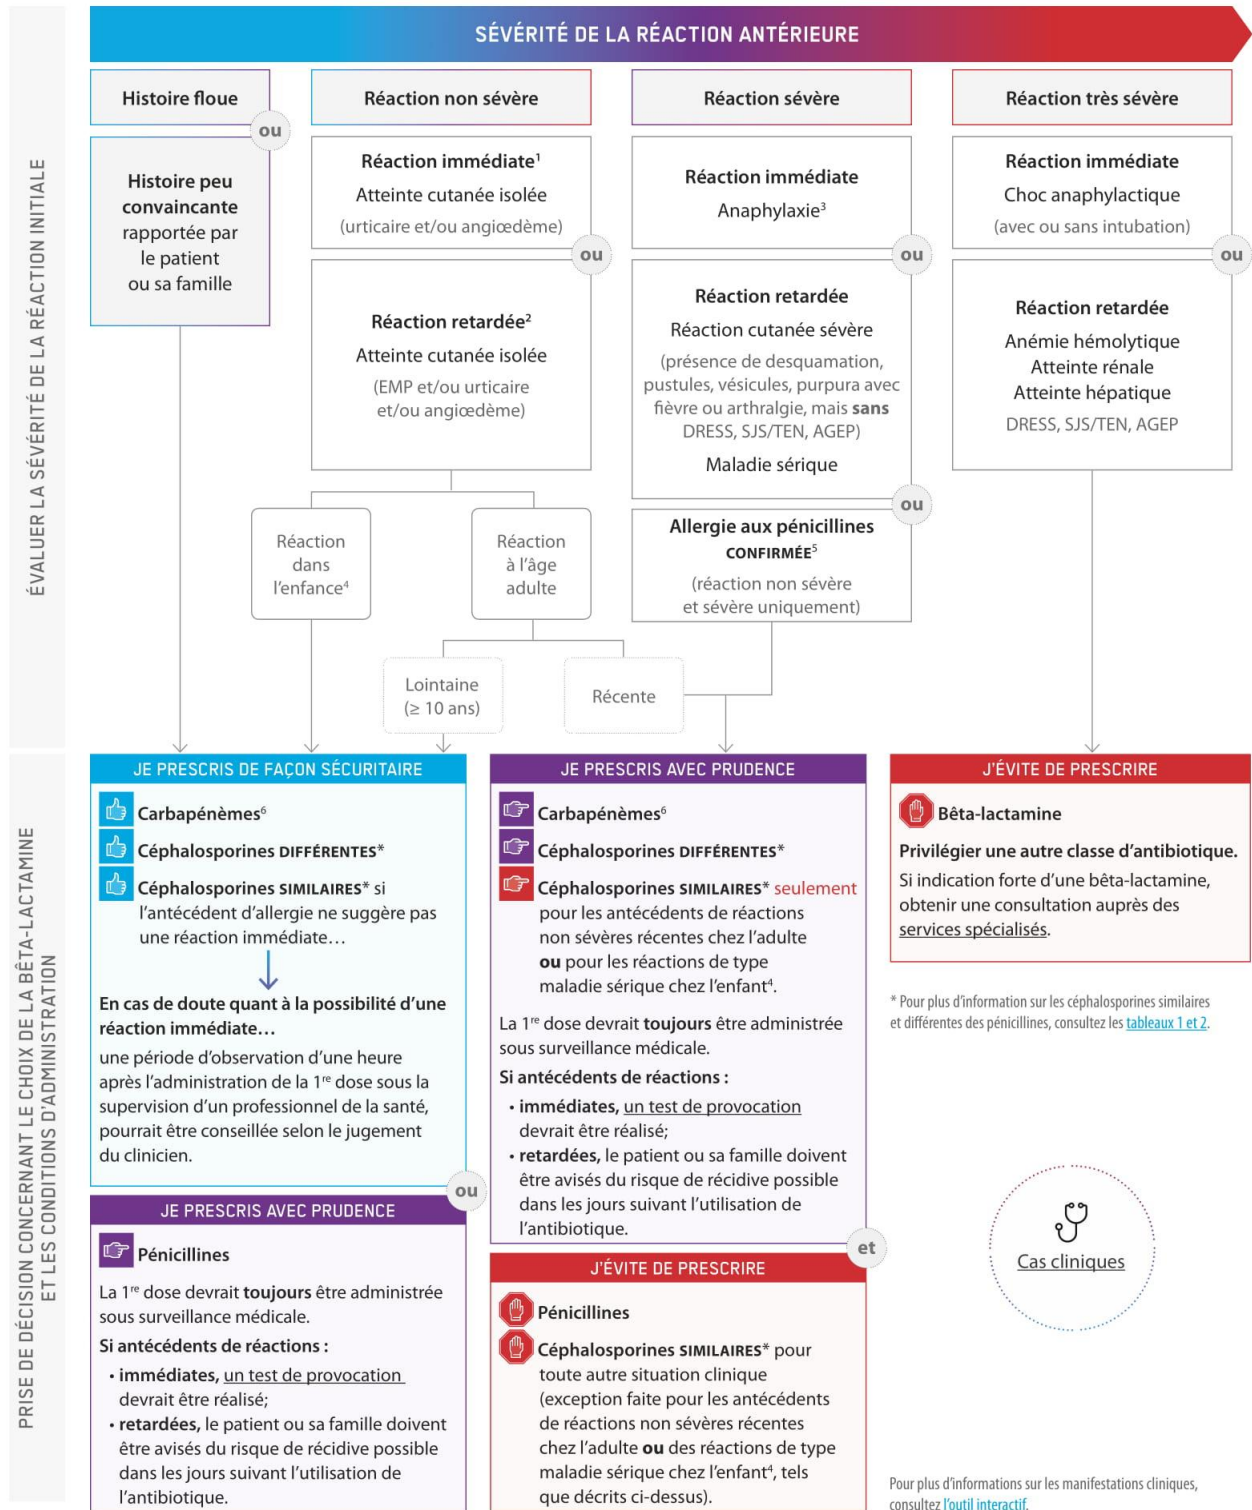 SÉVÉRITÉ DE LA RÉACTION ANTÉRIEURE
ÉVALUER LA SÉVÉRITÉ DE LA RÉACTION INITIALE
Histoire floue
ou
Histoire peu
convaincante
rapportée par
le patient
ou sa famille
Réaction non sévère
Réaction immédiate¹
Atteinte cutanée isolée
(urticaire et/ou angiœdème)
ou
Réaction retardée²
Atteinte cutanée isolée
(EMP et/ou urticaire
et/ou angiœdème)
Réaction
dans
l'enfance⁴
Réaction
à l'âge
adulte
Lointaine
(≥ 10 ans)
Récente
Réaction sévère
Réaction immédiate
Anaphylaxie³
ou
Réaction retardée
Réaction cutanée sévère
(présence de desquamation,
pustules, vésicules, purpura avec
fièvre ou arthralgie, mais sans
DRESS, SJS/TEN, AGEP)
Maladie sérique
ou
Allergie aux pénicillines
CONFIRMÉE⁵
(réaction non sévère
et sévère uniquement)
Réaction très sévère
Réaction immédiate
Choc anaphylactique
(avec ou sans intubation)
ou
Réaction retardée
Anémie hémolytique
Atteinte rénale
Atteinte hépatique
DRESS, SJS/TEN, AGEP
PRISE DE DÉCISION CONCERNANT LE CHOIX DE LA BÊTA-LACTAMINE
ET LES CONDITIONS D'ADMINISTRATION
JE PRESCRIS DE FAÇON SÉCURITAIRE
Carbapénèmes⁶
Céphalosporines DIFFÉRENTES*
Céphalosporines SIMILAIRES* si
l'antécédent d'allergie ne suggère pas
une réaction immédiate…
En cas de doute quant à la possibilité d'une
réaction immédiate…
une période d'observation d'une heure
après l'administration de la 1re dose sous la
supervision d'un professionnel de la santé,
pourrait être conseillée selon le jugement
du clinicien.
ou
JE PRESCRIS AVEC PRUDENCE
Pénicillines
La 1re dose devrait toujours être administrée
sous surveillance médicale.
Si antécédents de réactions :
• immédiates, un test de provocation
devrait être réalisé;
• retardées, le patient ou sa famille doivent
être avisés du risque de récidive possible
dans les jours suivant l'utilisation de
l'antibiotique.
JE PRESCRIS AVEC PRUDENCE
Carbapénèmes⁶
Céphalosporines DIFFÉRENTES*
Céphalosporines SIMILAIRES* seulement
pour les antécédents de réactions
non sévères récentes chez l'adulte
ou pour les réactions de type
maladie sérique chez l'enfant⁴.
La 1re dose devrait toujours être administrée
sous surveillance médicale.
Si antécédents de réactions :
• immédiates, un test de provocation
devrait être réalisé;
• retardées, le patient ou sa famille doivent
être avisés du risque de récidive possible
dans les jours suivant l'utilisation de
l'antibiotique.
et
J'ÉVITE DE PRESCRIRE
Pénicillines
Céphalosporines SIMILAIRES* pour
toute autre situation clinique
(exception faite pour les antécédents
de réactions non sévères récentes
chez l'adulte ou des réactions de type
maladie sérique chez l'enfant⁴, tels
que décrits ci-dessus).
J'ÉVITE DE PRESCRIRE
Bêta-lactamine
Privilégier une autre classe d'antibiotique.
Si indication forte d'une bêta-lactamine,
obtenir une consultation auprès des
services spécialisés.
* Pour plus d'information sur les céphalosporines similaires
et différentes des pénicillines, consultez les tableaux 1 et 2.
Cas cliniques
Pour plus d'informations sur les manifestations cliniques,
consultez l'outil interactif.